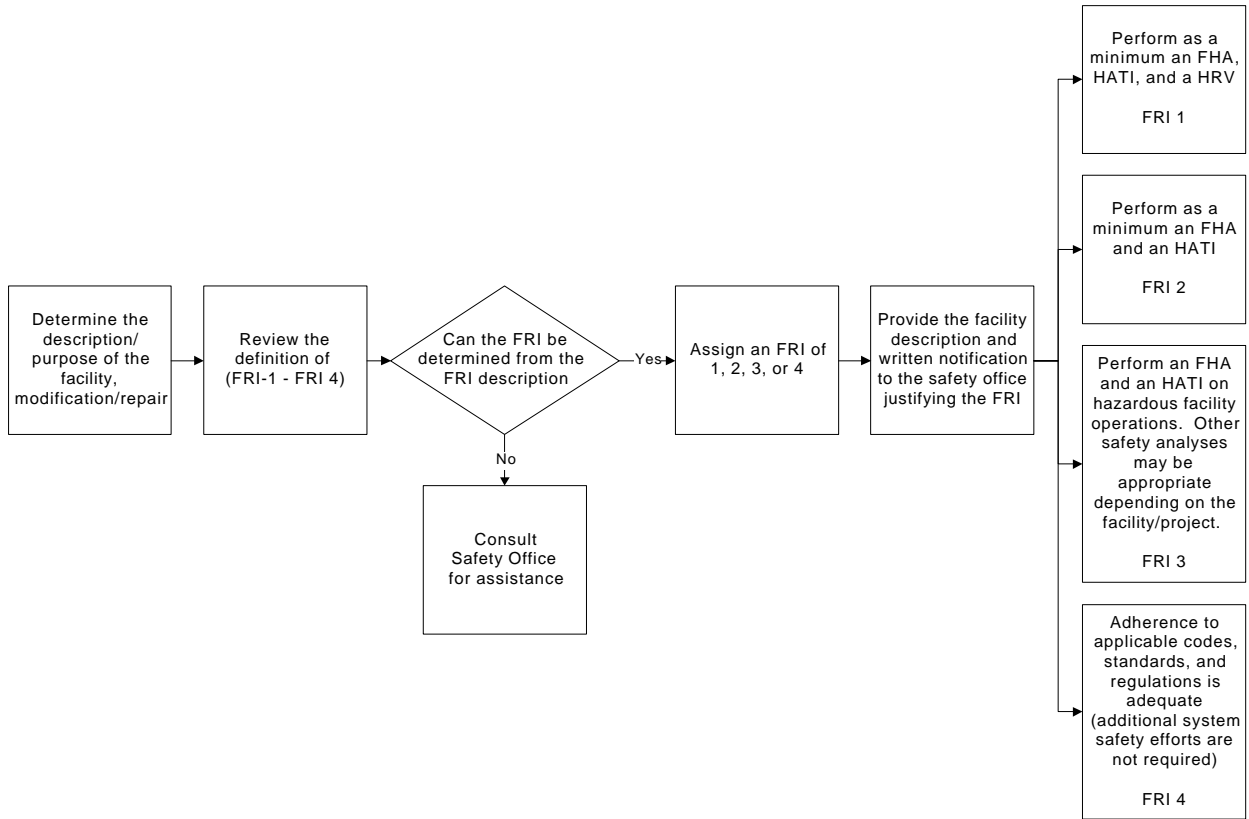 Determine the
description/
purpose of the
facility,
modification/repair
Review the
definition of
(FRI-1 - FRI 4)
Can the FRI be
determined from the
FRI description
Yes
No
Consult
Safety Office
for assistance
Assign an FRI of
1, 2, 3, or 4
Provide the facility
description and
written notification
to the safety office
justifying the FRI
Perform as a
minimum an FHA,
HATI, and a HRV
FRI 1
Perform as a
minimum an FHA
and an HATI
FRI 2
Perform an FHA
and an HATI on
hazardous facility
operations. Other
safety analyses
may be
appropriate
depending on the
facility/project.
FRI 3
Adherence to
applicable codes,
standards, and
regulations is
adequate
(additional system
safety efforts are
not required)
FRI 4